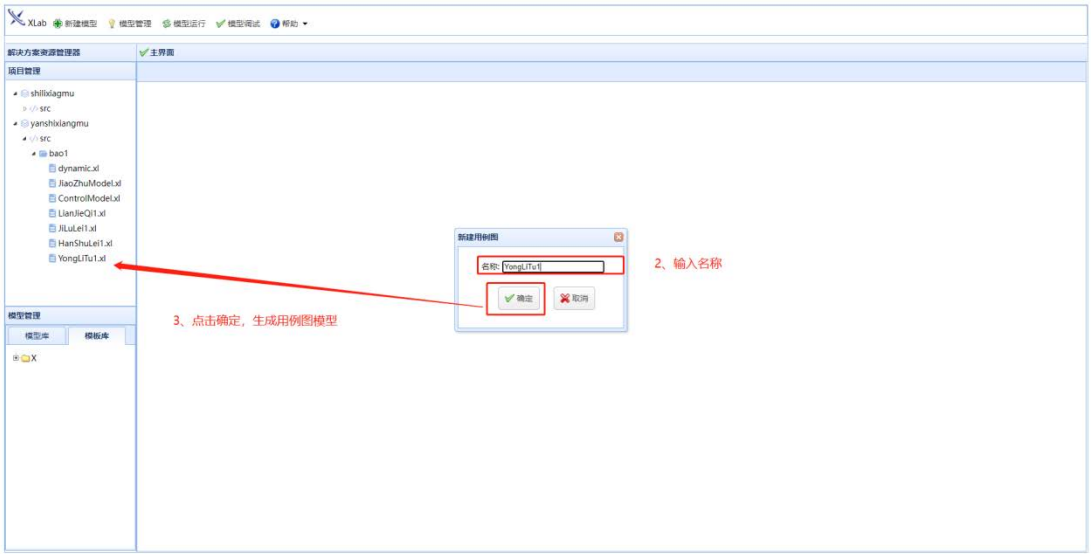 XLab 新建模型 模型管理 模型运行 模型调试 帮助
解决方案资源管理器
主界面
项目管理
shilixiagmu
src
yanshixiangmu
src
bao1
dynamic.xl
JiaoZhuModel.xl
ControlModel.xl
LianJieQi1.xl
JiLuLei1.xl
HanShuLei1.xl
YongLiTu1.xl
新建用例图
名称: YongLiTu1
2、输入名称
确定 取消
3、点击确定，生成用例图模型
模型管理
模型库 模板库
X